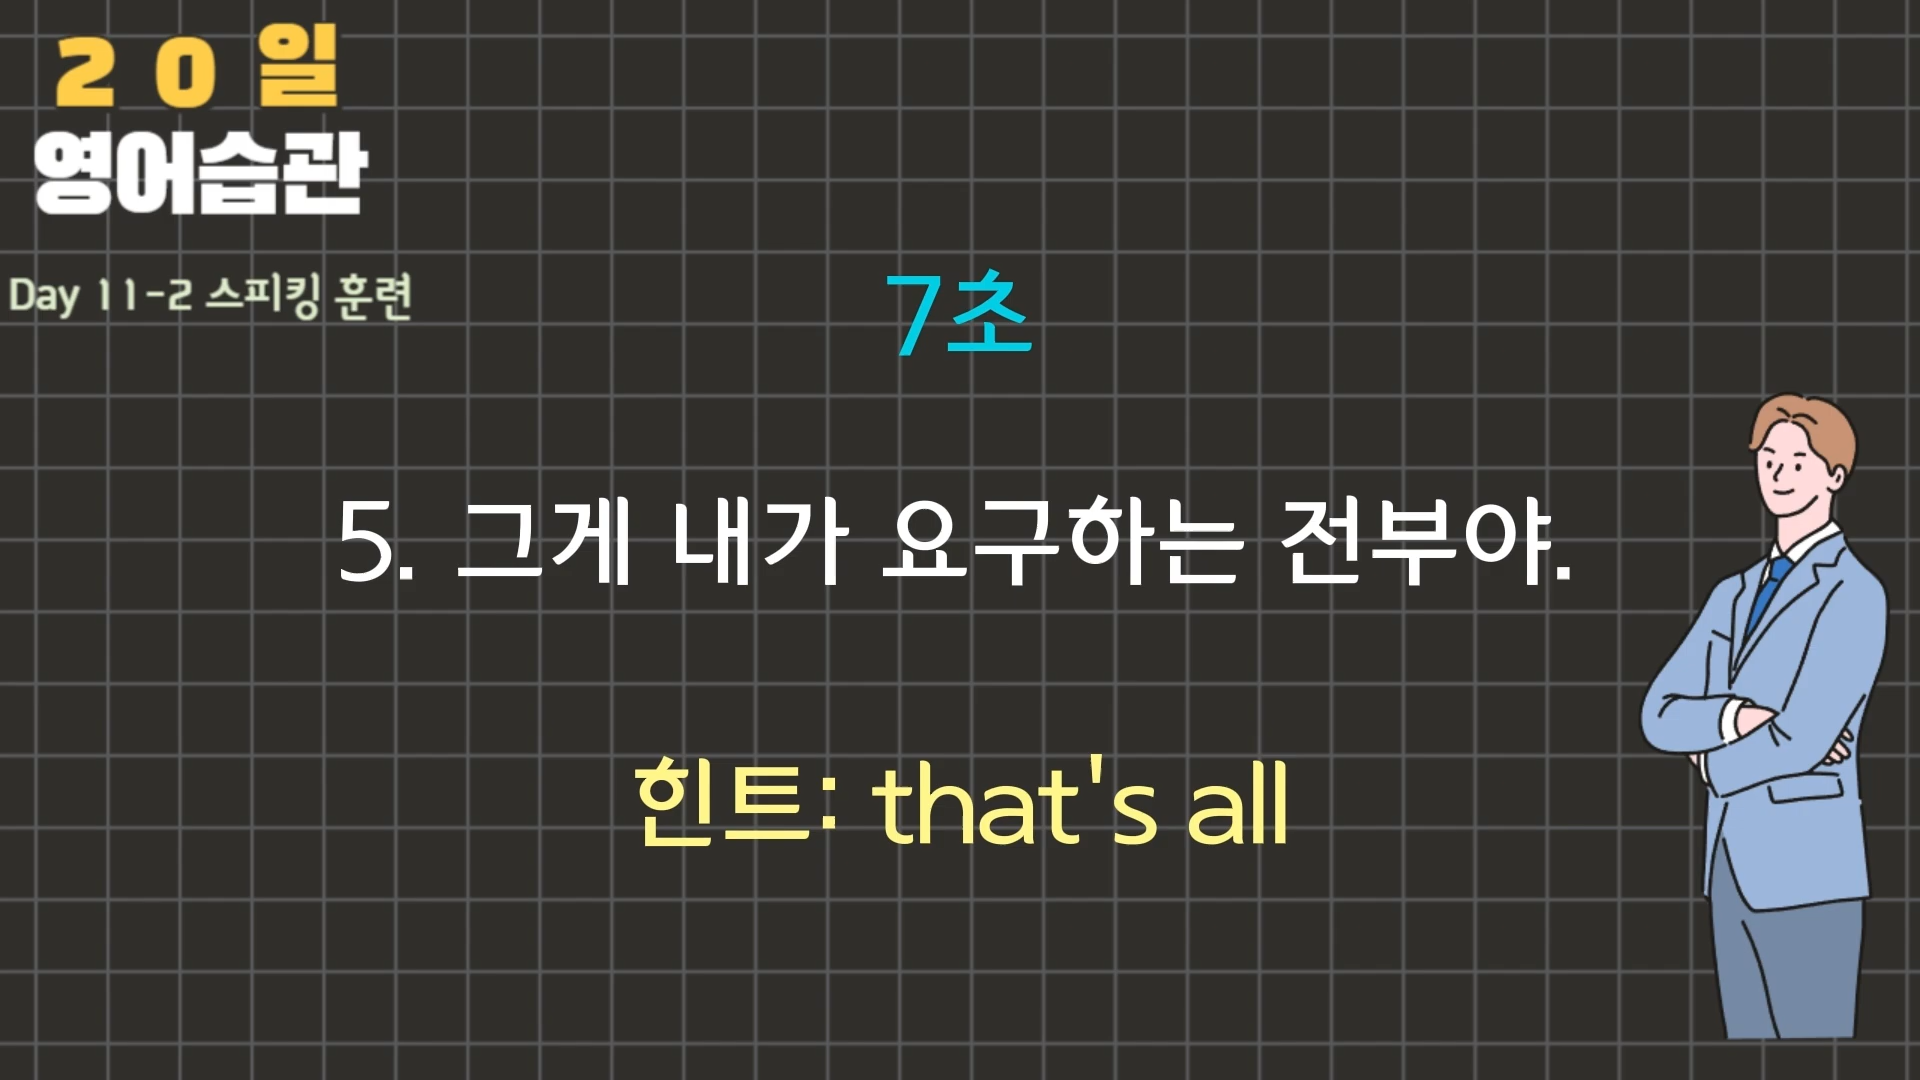 20일
영어습관
Day 11-2 스피킹 훈련
7초
5. 그게 내가 요구하는 전부야.
힌트: that's all